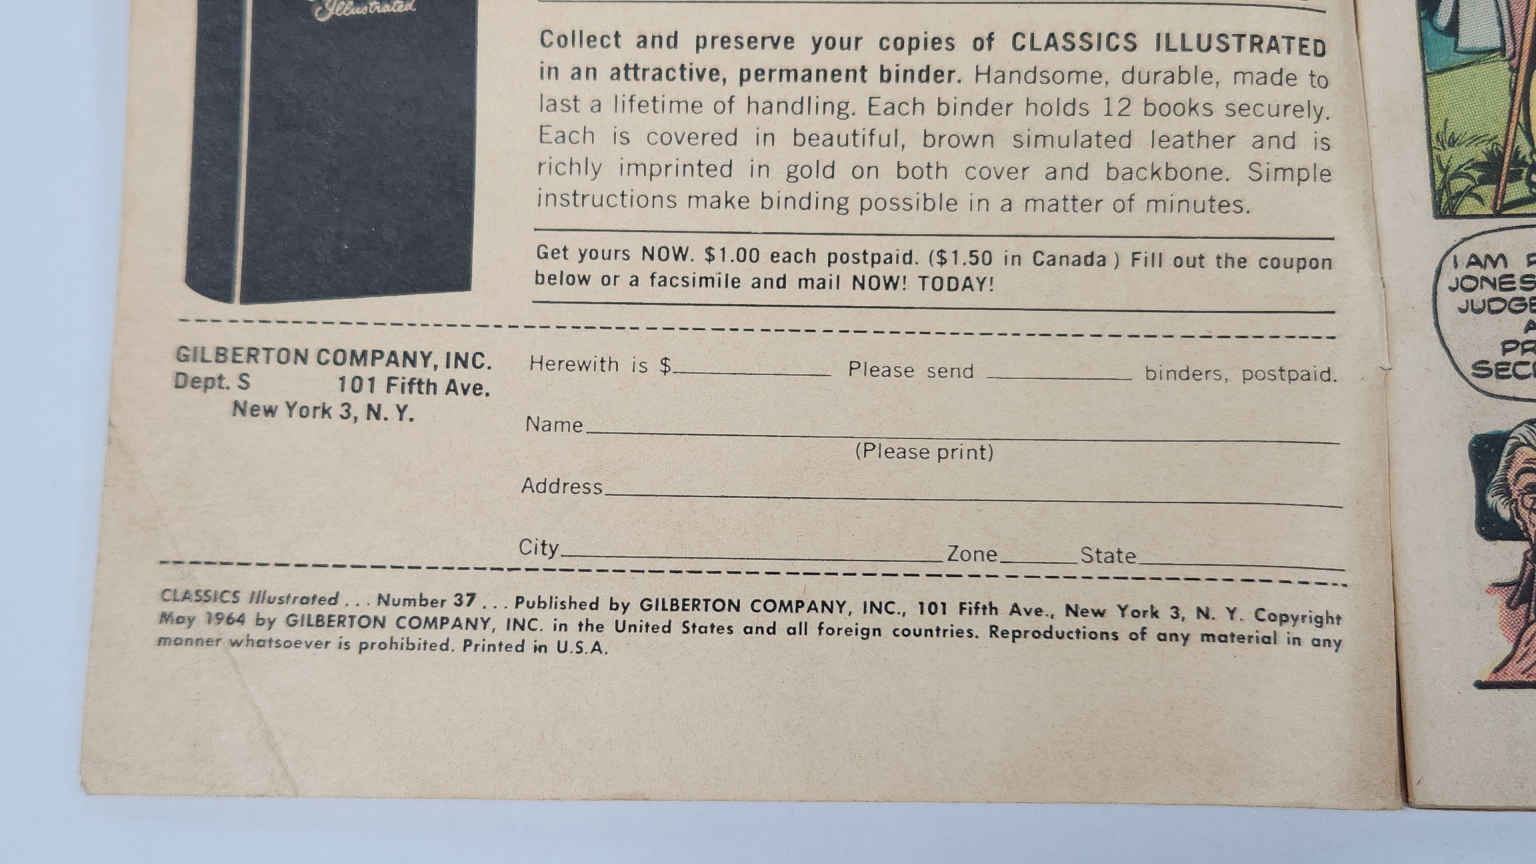 Illustrated
Collect and preserve your copies of CLASSICS ILLUSTRATED
in an attractive, permanent binder. Handsome, durable, made to
last a lifetime of handling. Each binder holds 12 books securely.
Each is covered in beautiful, brown simulated leather and is
richly imprinted in gold on both cover and backbone. Simple
instructions make binding possible in a matter of minutes.
Get yours NOW. $1.00 each postpaid. ($1.50 in Canada ) Fill out the coupon
below or a facsimile and mail NOW! TODAY!
GILBERTON COMPANY, INC.
Dept. S 101 Fifth Ave.
New York 3, N. Y.
Herewith is $ Please send binders, postpaid.
Name
(Please print)
Address
City Zone State
CLASSICS Illustrated . . . Number 37 . . . Published by GILBERTON COMPANY, INC., 101 Fifth Ave., New York 3, N. Y. Copyright
May 1964 by GILBERTON COMPANY, INC. in the United States and all foreign countries. Reproductions of any material in any
manner whatsoever is prohibited. Printed in U.S.A.
I AM
JONES
JUDGE